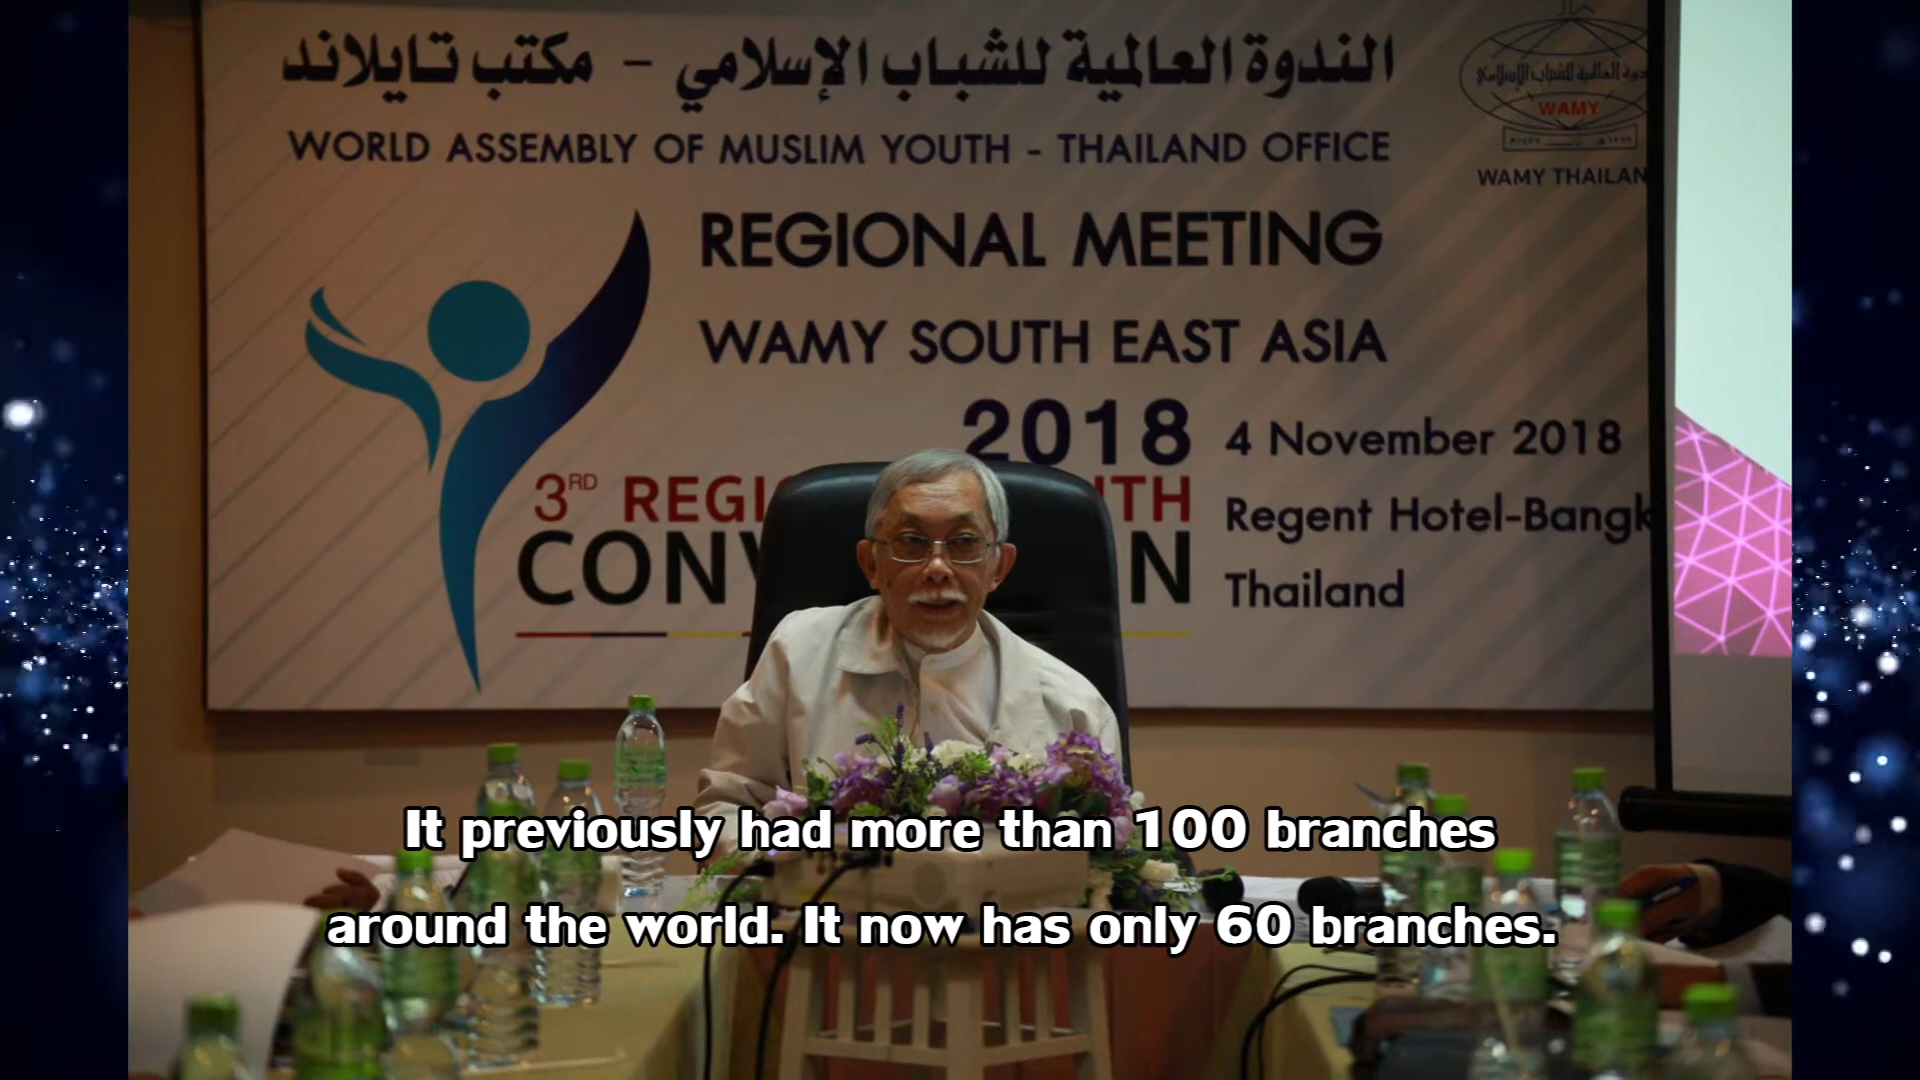 الندوة العالمية للشباب الإسلامي - مكتب تايلاند
WORLD ASSEMBLY OF MUSLIM YOUTH - THAILAND OFFICE
WAMY
WAMY THAILAN
REGIONAL MEETING
WAMY SOUTH EAST ASIA
2018
4 November 2018
3RD REGI TH
CONV N
Regent Hotel-Bangk
Thailand
It previously had more than 100 branches
around the world. It now has only 60 branches.